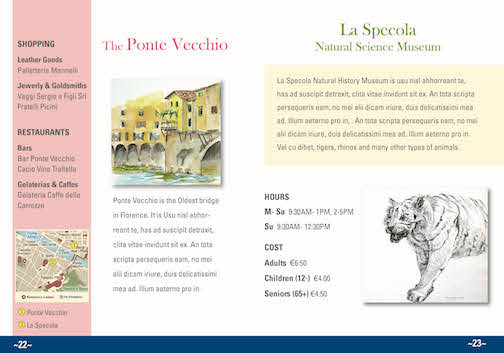 SHOPPING
Leather Goods
Palletteria Mannelli
Jewerly & Goldsmiths
Vaggi Sergio e Figli Srl
Fratelli Picini
RESTAURANTS
Bars
Bar Ponte Vecchio
Cacio Vino Trattelia
Gelaterias & Caffes
Gelateria Caffe delle
Carrozze
Ponte Vecchio
La Specola
The Ponte Vecchio
Ponte Vecchio is the Oldest bridge
in Florence. It is Usu nisl abhor-
reant te, has ad suscipit detraxit,
clita vitae invidunt sit ex. An tota
scripta persequeris eam, no mei
alii dicam iriure, duis delicatissimi
mea ad. Illum aeterno pro in
~22~
La Specola
Natural Science Museum
La Specola Natural History Museum is usu nisl abhorreant te,
has ad suscipit detraxit, clita vitae invidunt sit ex. An tota scripta
persequeris eam, no mei alii dicam iriure, duis delicatissimi mea
ad. Illum aeterno pro in, . An tota scripta persequeris eam, no mei
alii dicam iriure, duis delicatissimi mea ad. Illum aeterno pro in.
Vel cu dibet, tigers, rhinos and many other types of animals.
HOURS
M- Sa 9:30AM- 1PM, 2-5PM
Su 9:30AM- 12:30PM
COST
Adults €6.50
Children (12-) €4.00
Seniors (65+) €4.50
~23~